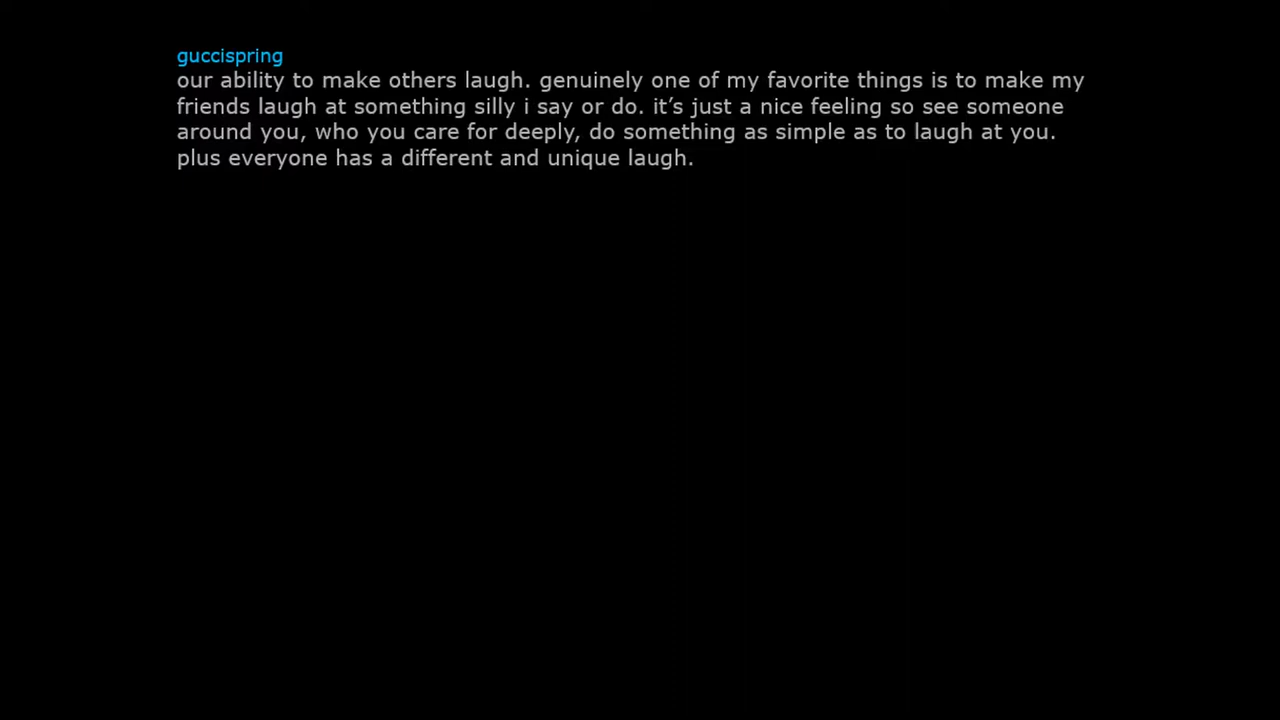 guccispring
our ability to make others laugh. genuinely one of my favorite things is to make my
friends laugh at something silly i say or do. it’s just a nice feeling so see someone
around you, who you care for deeply, do something as simple as to laugh at you.
plus everyone has a different and unique laugh.